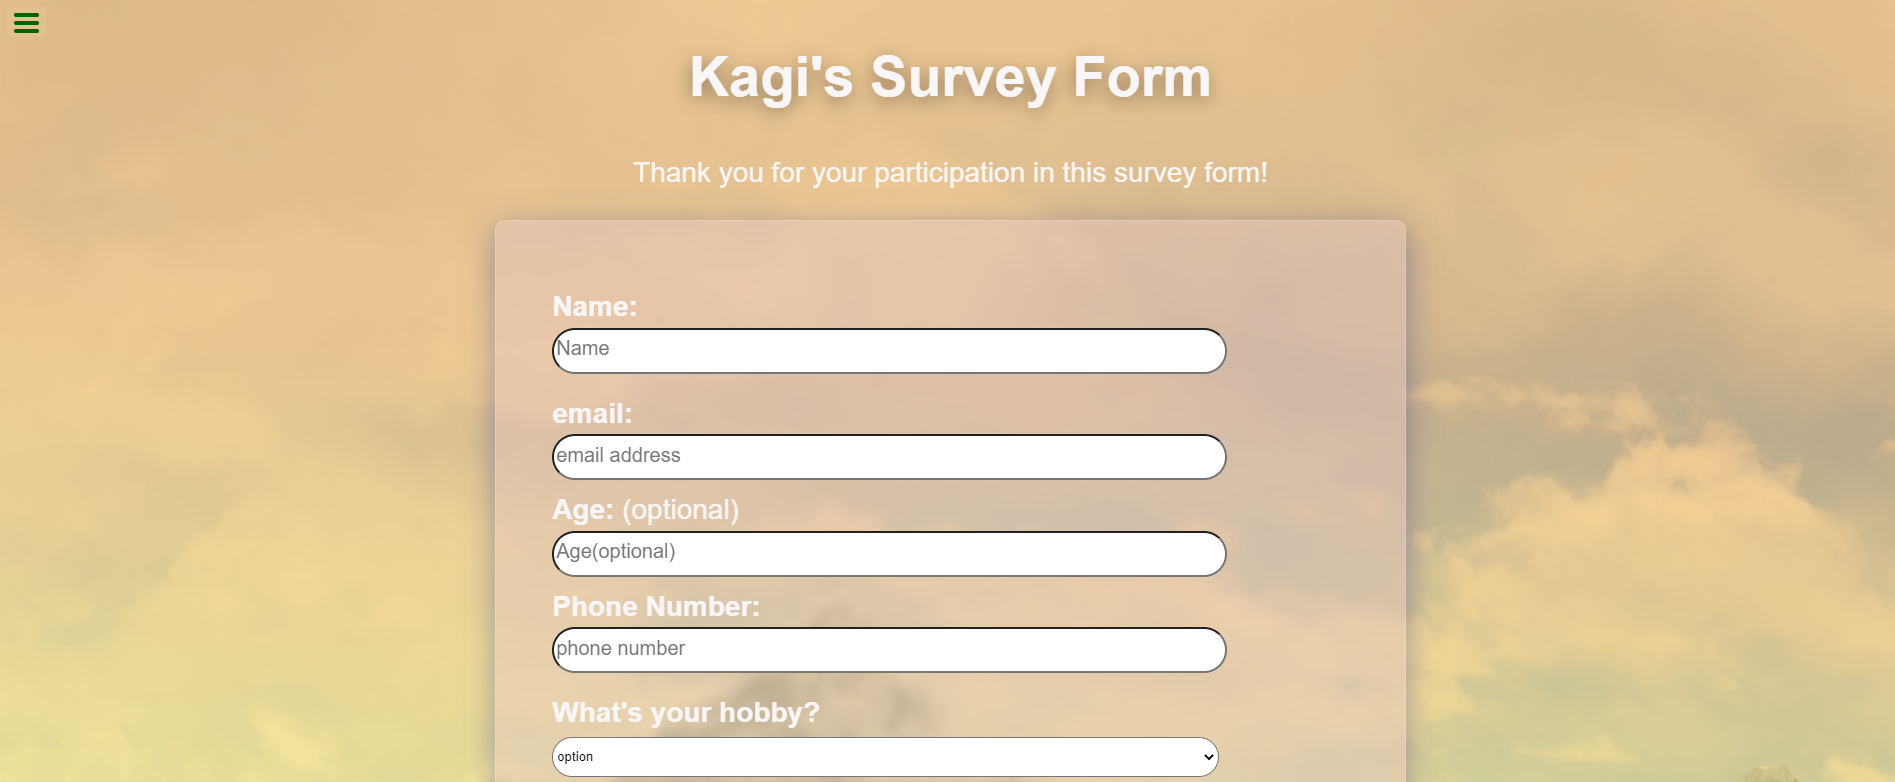 Kagi's Survey Form
Thank you for your participation in this survey form!
Name:
Name
email:
email address
Age: (optional)
Age(optional)
Phone Number:
phone number
What's your hobby?
option